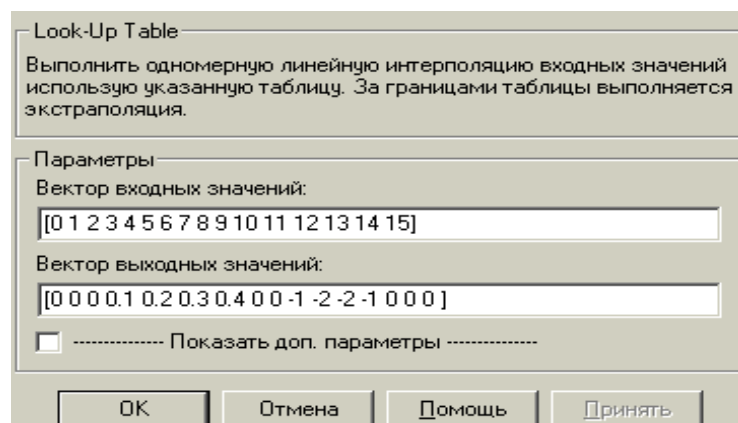 Look-Up Table
Выполнить одномерную линейную интерполяцию входных значений
использую указанную таблицу. За границами таблицы выполняется
экстраполяция.
Параметры
Вектор входных значений:
[0 1 2 3 4 5 6 7 8 9 10 11 12 13 14 15]
Вектор выходных значений:
[0 0 0 0.1 0.2 0.3 0.4 0 0 -1 -2 -2 -1 0 0 0 ]
--------------- Показать доп. параметры ---------------
OK
Отмена
Помощь
Принять